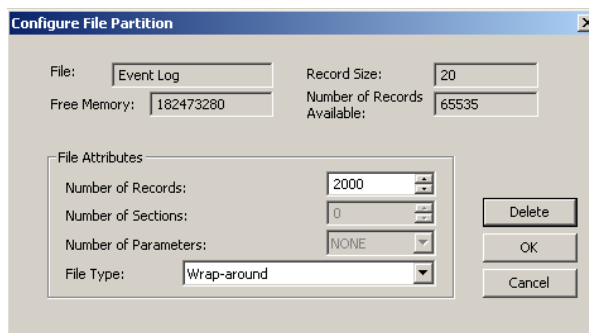 Configure File Partition
File: Event Log Record Size: 20
Free Memory: 182473280 Number of Records Available: 65535
File Attributes
Number of Records: 2000
Number of Sections: 0
Number of Parameters: NONE
File Type: Wrap-around
Delete
OK
Cancel